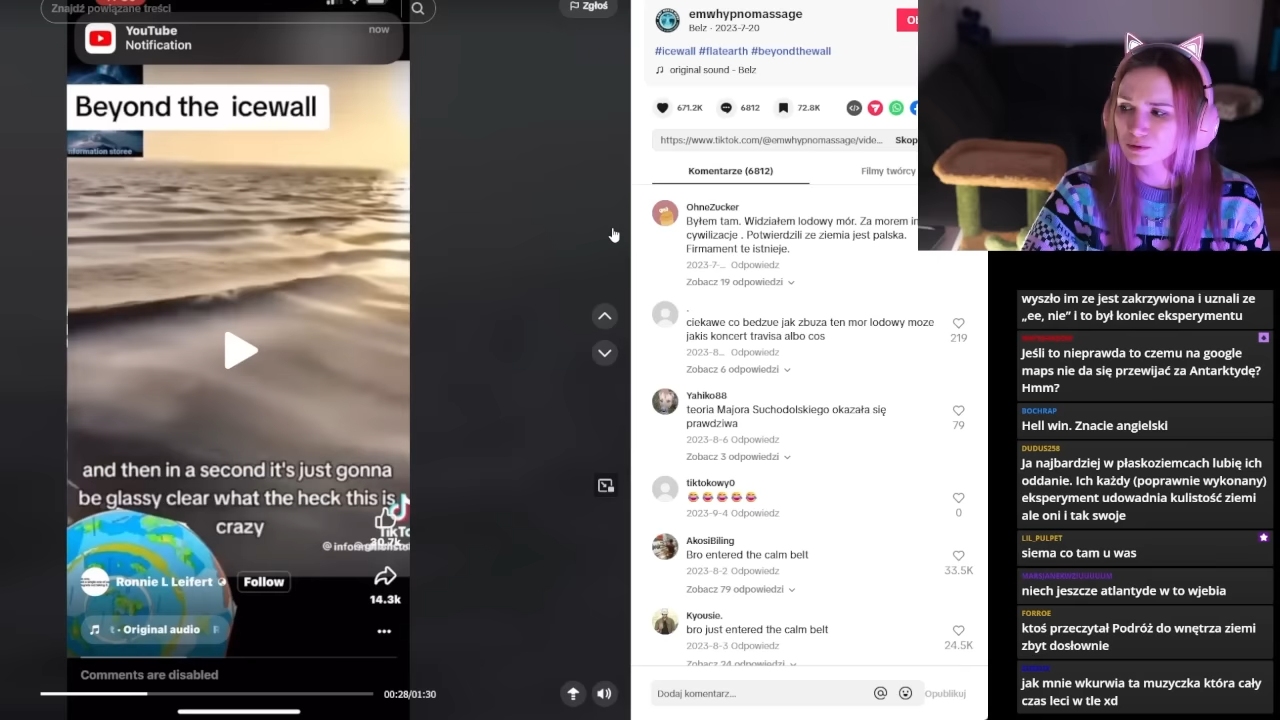 Znajdź powiązane treści
Zgłoś
YouTube
now
Notification
Beyond the icewall
and then in a second it's just gonna
be glassy clear what the heck this is
crazy
30.7k
Ronnie L Leifert
Follow
14.3k
Original audio
Comments are disabled
00:28/01:30
emwhypnomassage
Belz · 2023-7-20
#icewall #flatearth #beyondthewall
original sound - Belz
671.2K
6812
72.8K
https://www.tiktok.com/@emwhypnomassage/vide...
Skop
Komentarze (6812)
Filmy twórcy
OhneZucker
Byłem tam. Widziałem lodowy mór. Za morem in
cywilizacje . Potwierdzili ze ziemia jest palska.
Firmament te istnieje.
2023-7-... Odpowiedz
Zobacz 19 odpowiedzi
.
ciekawe co bedzue jak zbuza ten mor lodowy moze
jakis koncert travisa albo cos
219
2023-8... Odpowiedz
Zobacz 6 odpowiedzi
Yahiko88
teoria Majora Suchodolskiego okazała się
prawdziwa
79
2023-8-6 Odpowiedz
Zobacz 3 odpowiedzi
tiktokowy0
😂😂😂😂😂
0
2023-9-4 Odpowiedz
AkosiBiling
Bro entered the calm belt
33.5K
2023-8-2 Odpowiedz
Zobacz 79 odpowiedzi
Kyousie.
bro just entered the calm belt
24.5K
2023-8-3 Odpowiedz
Zobacz 24 odpowiedzi
Dodaj komentarz...
Opublikuj
wyszło im ze jest zakrzywiona i uznali ze
„ee, nie” i to był koniec eksperymentu
Jeśli to nieprawda to czemu na google
maps nie da się przewijać za Antarktydę?
Hmm?
BOCHRAP
Hell win. Znacie angielski
DUDUS258
Ja najbardziej w płaskoziemcach lubię ich
oddanie. Ich każdy (poprawnie wykonany)
eksperyment udowadnia kulistość ziemi
ale oni i tak swoje
LIL_PULPET
siema co tam u was
niech jeszcze atlantyde w to wjebia
FORROE
ktoś przeczytał Podróż do wnętrza ziemi
zbyt dosłownie
jak mnie wkurwia ta muzyczka która cały
czas leci w tle xd